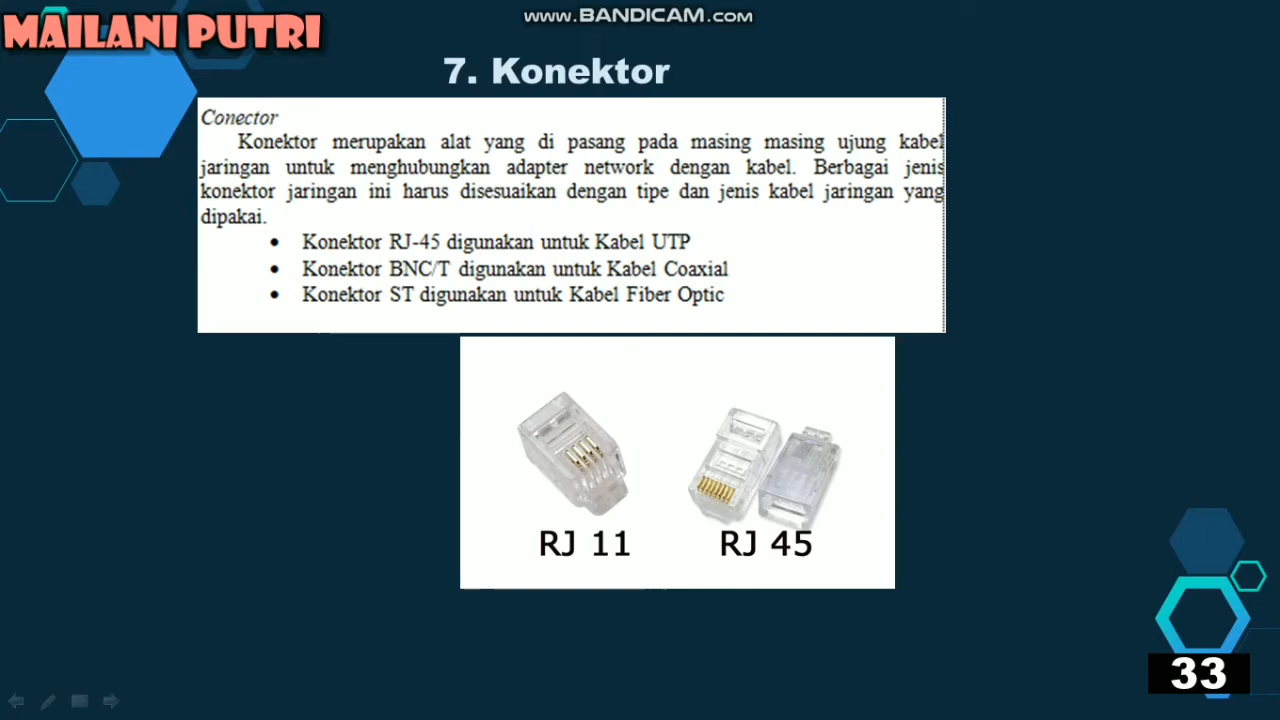 MAILANI PUTRI
WWW.BANDICAM.COM
7. Konektor
Conector
Konektor merupakan alat yang di pasang pada masing masing ujung kabel
jaringan untuk menghubungkan adapter network dengan kabel. Berbagai jenis
konektor jaringan ini harus disesuaikan dengan tipe dan jenis kabel jaringan yang
dipakai.
• Konektor RJ-45 digunakan untuk Kabel UTP
• Konektor BNC/T digunakan untuk Kabel Coaxial
• Konektor ST digunakan untuk Kabel Fiber Optic
RJ 11 RJ 45
33